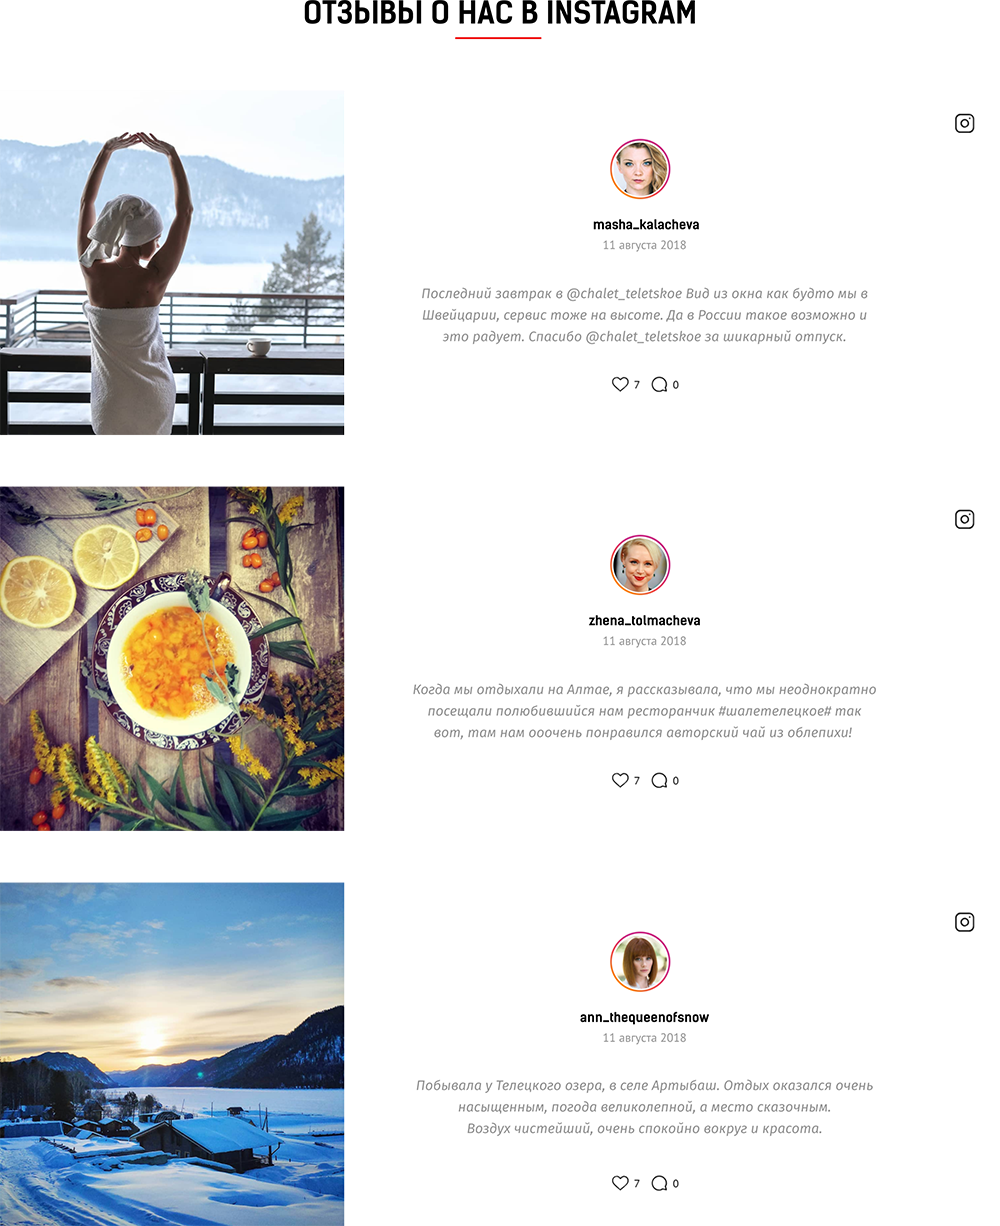 ОТЗЫВЫ О НАС В INSTAGRAM
masha_kalacheva
11 августа 2018
Последний завтрак в @chalet_teletskoe Вид из окна как будто мы в
Швейцарии, сервис тоже на высоте. Да в России такое возможно и
это радует. Спасибо @chalet_teletskoe за шикарный отпуск.
7 0
zhena_tolmacheva
11 августа 2018
Когда мы отдыхали на Алтае, я рассказывала, что мы неоднократно
посещали полюбившийся нам ресторанчик #шалетелецкое# так
вот, там нам ооочень понравился авторский чай из облепихи!
7 0
ann_thequeenofsnow
11 августа 2018
Побывала у Телецкого озера, в селе Артыбаш. Отдых оказался очень
насыщенным, погода великолепной, а место сказочным.
Воздух чистейший, очень спокойно вокруг и красота.
7 0